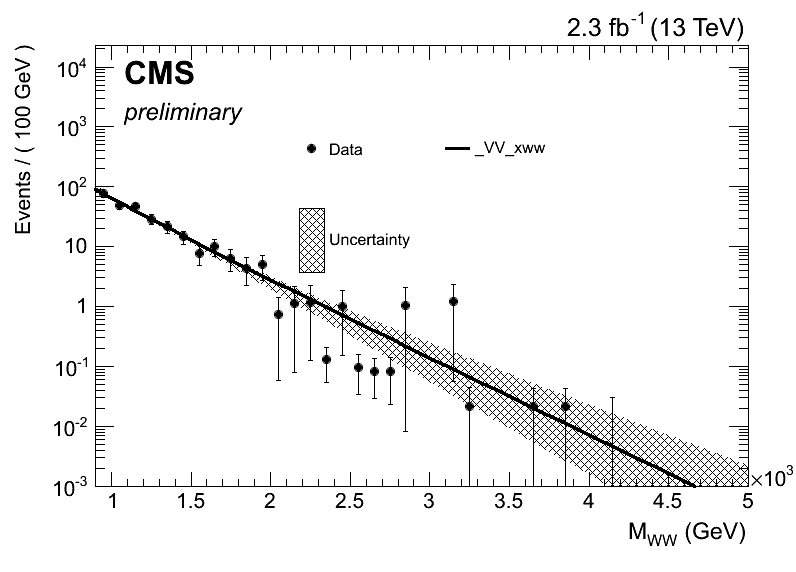 2.3 fb⁻¹ (13 TeV)
CMS
preliminary
Data
_VV_xww
Uncertainty
Events / ( 100 GeV )
10⁴
10³
10²
10
1
10⁻¹
10⁻²
10⁻³
1 1.5 2 2.5 3 3.5 4 4.5 5
×10³
M_WW (GeV)